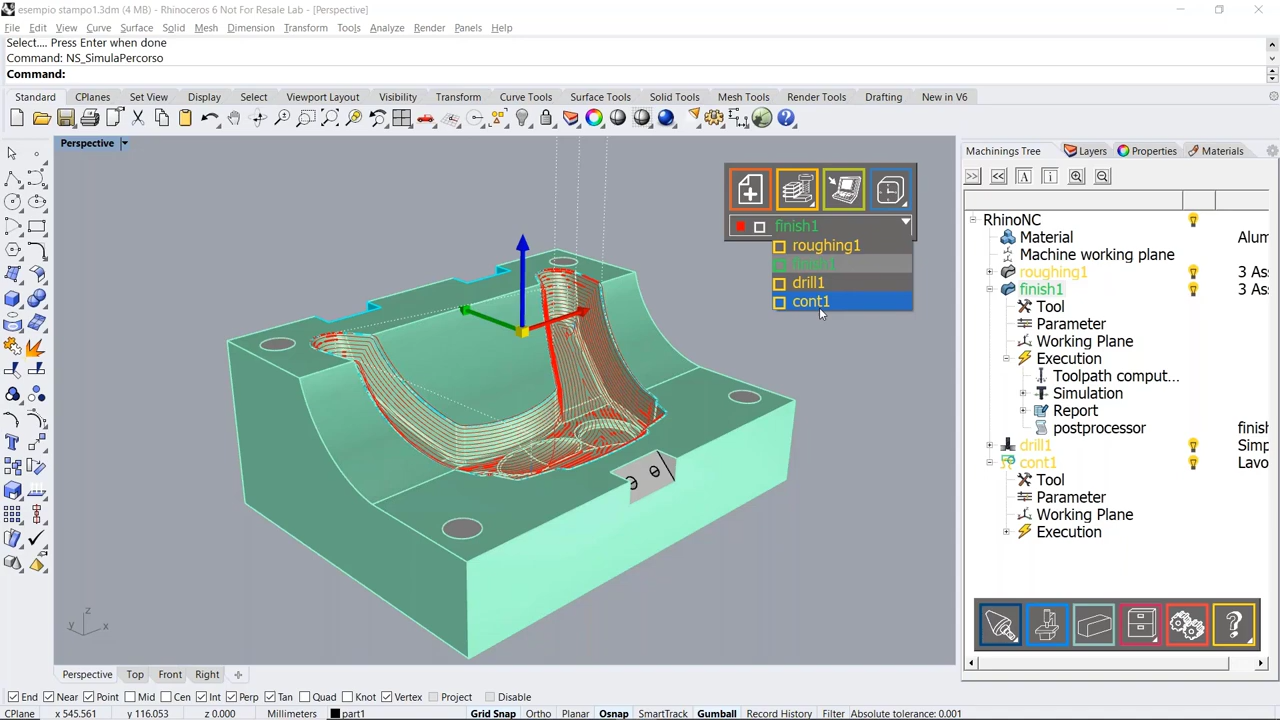 esempio stampo1.3dm (4 MB) - Rhinoceros 6 Not For Resale Lab - [Perspective]
File Edit View Curve Surface Solid Mesh Dimension Transform Tools Analyze Render Panels Help
Select.... Press Enter when done
Command: NS_SimulaPercorso
Command:
Standard CPlanes Set View Display Select Viewport Layout Visibility Transform Curve Tools Surface Tools Solid Tools Mesh Tools Render Tools Drafting New in V6
Perspective
finish1
roughing1
drill1
cont1
z
y x
Machinings Tree Layers Properties Materials
>> << A i
RhinoNC
Material Alum
Machine working plane
roughing1 3 Ass
finish1 3 Ass
Tool
Parameter
Working Plane
Execution
Toolpath comput...
Simulation
Report
postprocessor finish
drill1 Simp
cont1 Lavo
Tool
Parameter
Working Plane
Execution
Perspective Top Front Right
End Near Point Mid Cen Int Perp Tan Quad Knot Vertex Project Disable
CPlane x 545.561 y 116.053 z 0.000 Millimeters part1 Grid Snap Ortho Planar Osnap SmartTrack Gumball Record History Filter Absolute tolerance: 0.001